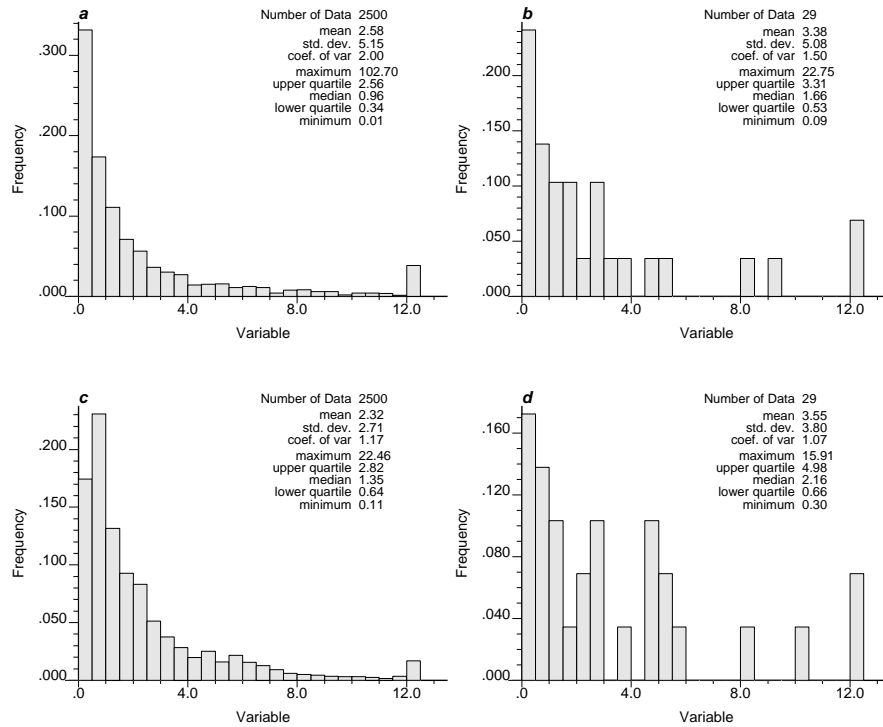 a
Number of Data 2500
mean 2.58
std. dev. 5.15
coef. of var 2.00
maximum 102.70
upper quartile 2.56
median 0.96
lower quartile 0.34
minimum 0.01
Frequency
.300
.200
.100
.000
.0 4.0 8.0 12.0
Variable
b
Number of Data 29
mean 3.38
std. dev. 5.08
coef. of var 1.50
maximum 22.75
upper quartile 3.31
median 1.66
lower quartile 0.53
minimum 0.09
Frequency
.200
.150
.100
.050
.000
.0 4.0 8.0 12.0
Variable
c
Number of Data 2500
mean 2.32
std. dev. 2.71
coef. of var 1.17
maximum 22.46
upper quartile 2.82
median 1.35
lower quartile 0.64
minimum 0.11
Frequency
.200
.150
.100
.050
.000
.0 4.0 8.0 12.0
Variable
d
Number of Data 29
mean 3.55
std. dev. 3.80
coef. of var 1.07
maximum 15.91
upper quartile 4.98
median 2.16
lower quartile 0.66
minimum 0.30
Frequency
.160
.120
.080
.040
.000
.0 4.0 8.0 12.0
Variable